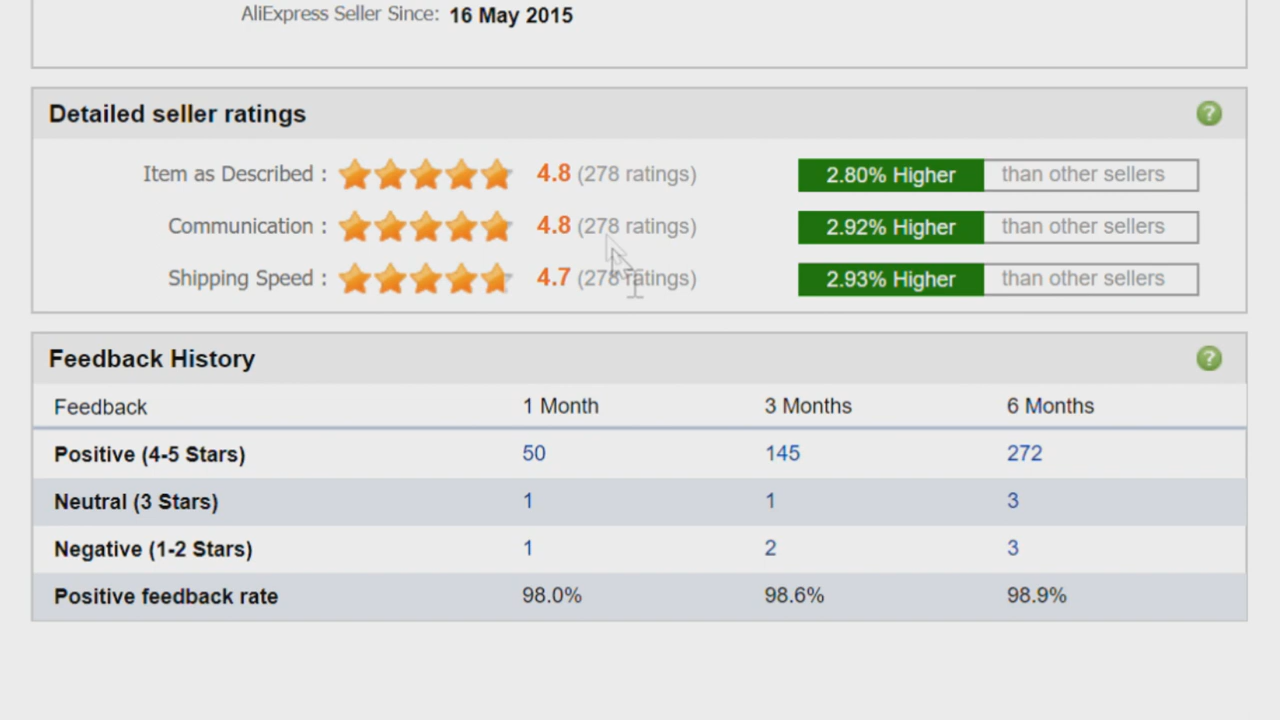 AliExpress Seller Since: 16 May 2015
Detailed seller ratings ?
Item as Described : 4.8 (278 ratings) 2.80% Higher than other sellers
Communication : 4.8 (278 ratings) 2.92% Higher than other sellers
Shipping Speed : 4.7 (278 ratings) 2.93% Higher than other sellers
Feedback History ?
Feedback 1 Month 3 Months 6 Months
Positive (4-5 Stars) 50 145 272
Neutral (3 Stars) 1 1 3
Negative (1-2 Stars) 1 2 3
Positive feedback rate 98.0% 98.6% 98.9%